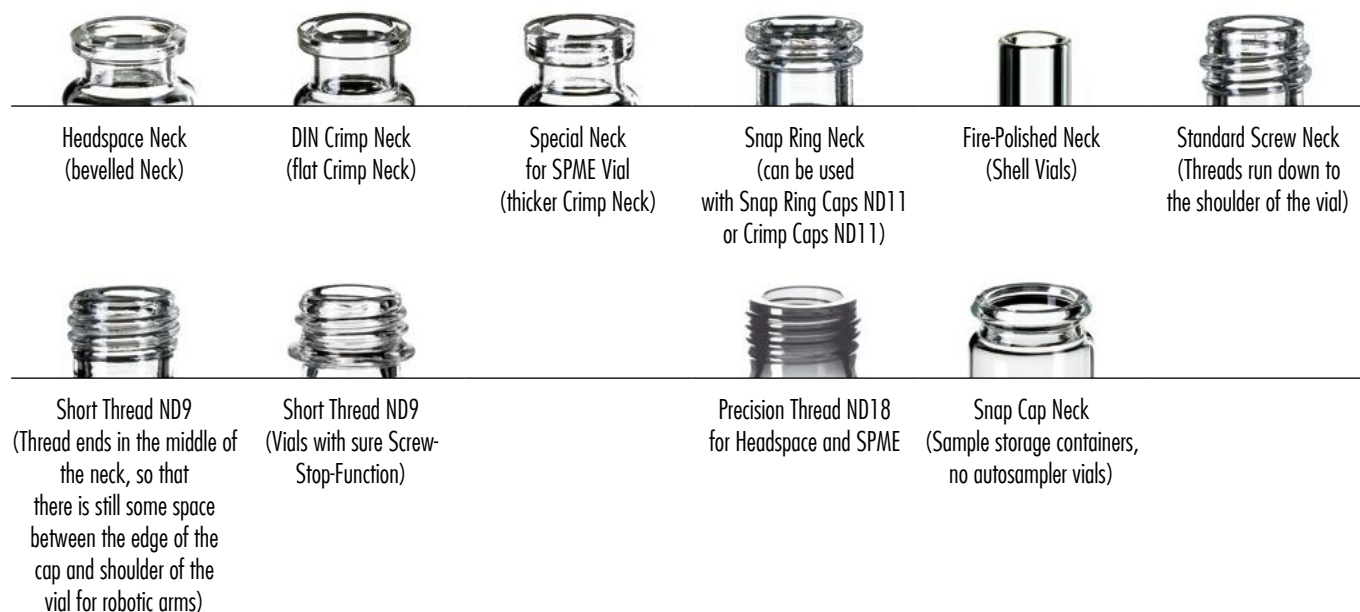 Headspace Neck
(bevelled Neck)
DIN Crimp Neck
(flat Crimp Neck)
Special Neck
for SPME Vial
(thicker Crimp Neck)
Snap Ring Neck
(can be used
with Snap Ring Caps ND11
or Crimp Caps ND11)
Fire-Polished Neck
(Shell Vials)
Standard Screw Neck
(Threads run down to
the shoulder of the vial)
Short Thread ND9
(Thread ends in the middle of
the neck, so that
there is still some space
between the edge of the
cap and shoulder of the
vial for robotic arms)
Short Thread ND9
(Vials with sure Screw-
Stop-Function)
Precision Thread ND18
for Headspace and SPME
Snap Cap Neck
(Sample storage containers,
no autosampler vials)